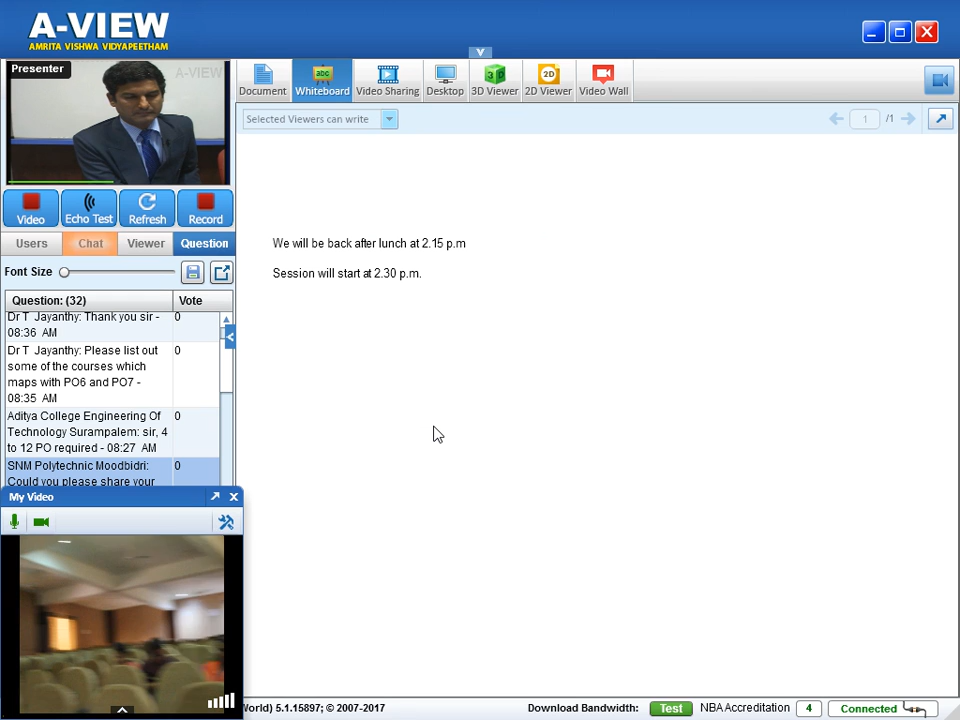 A-VIEW
AMRITA VISHWA VIDYAPEETHAM
Presenter
A-VIEW
Document
Whiteboard
Video Sharing
Desktop
3D Viewer
2D Viewer
Video Wall
Selected Viewers can write
1 /1
Video
Echo Test
Refresh
Record
Users
Chat
Viewer
Question
Font Size
Question: (32) Vote
Dr T Jayanthy: Thank you sir - 0
08:36 AM
Dr T Jayanthy: Please list out 0
some of the courses which
maps with PO6 and PO7 -
08:35 AM
Aditya College Engineering Of 0
Technology Surampalem: sir, 4
to 12 PO required - 08:27 AM
SNM Polytechnic Moodbidri: 0
Could you please share your
We will be back after lunch at 2.15 p.m
Session will start at 2.30 p.m.
My Video
World) 5.1.15897; © 2007-2017
Download Bandwidth:
Test
NBA Accreditation
4
Connected